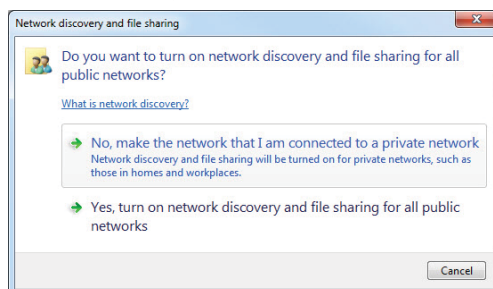 Network discovery and file sharing
Do you want to turn on network discovery and file sharing for all
public networks?
What is network discovery?
No, make the network that I am connected to a private network
Network discovery and file sharing will be turned on for private networks, such as
those in homes and workplaces.
Yes, turn on network discovery and file sharing for all public
networks
Cancel